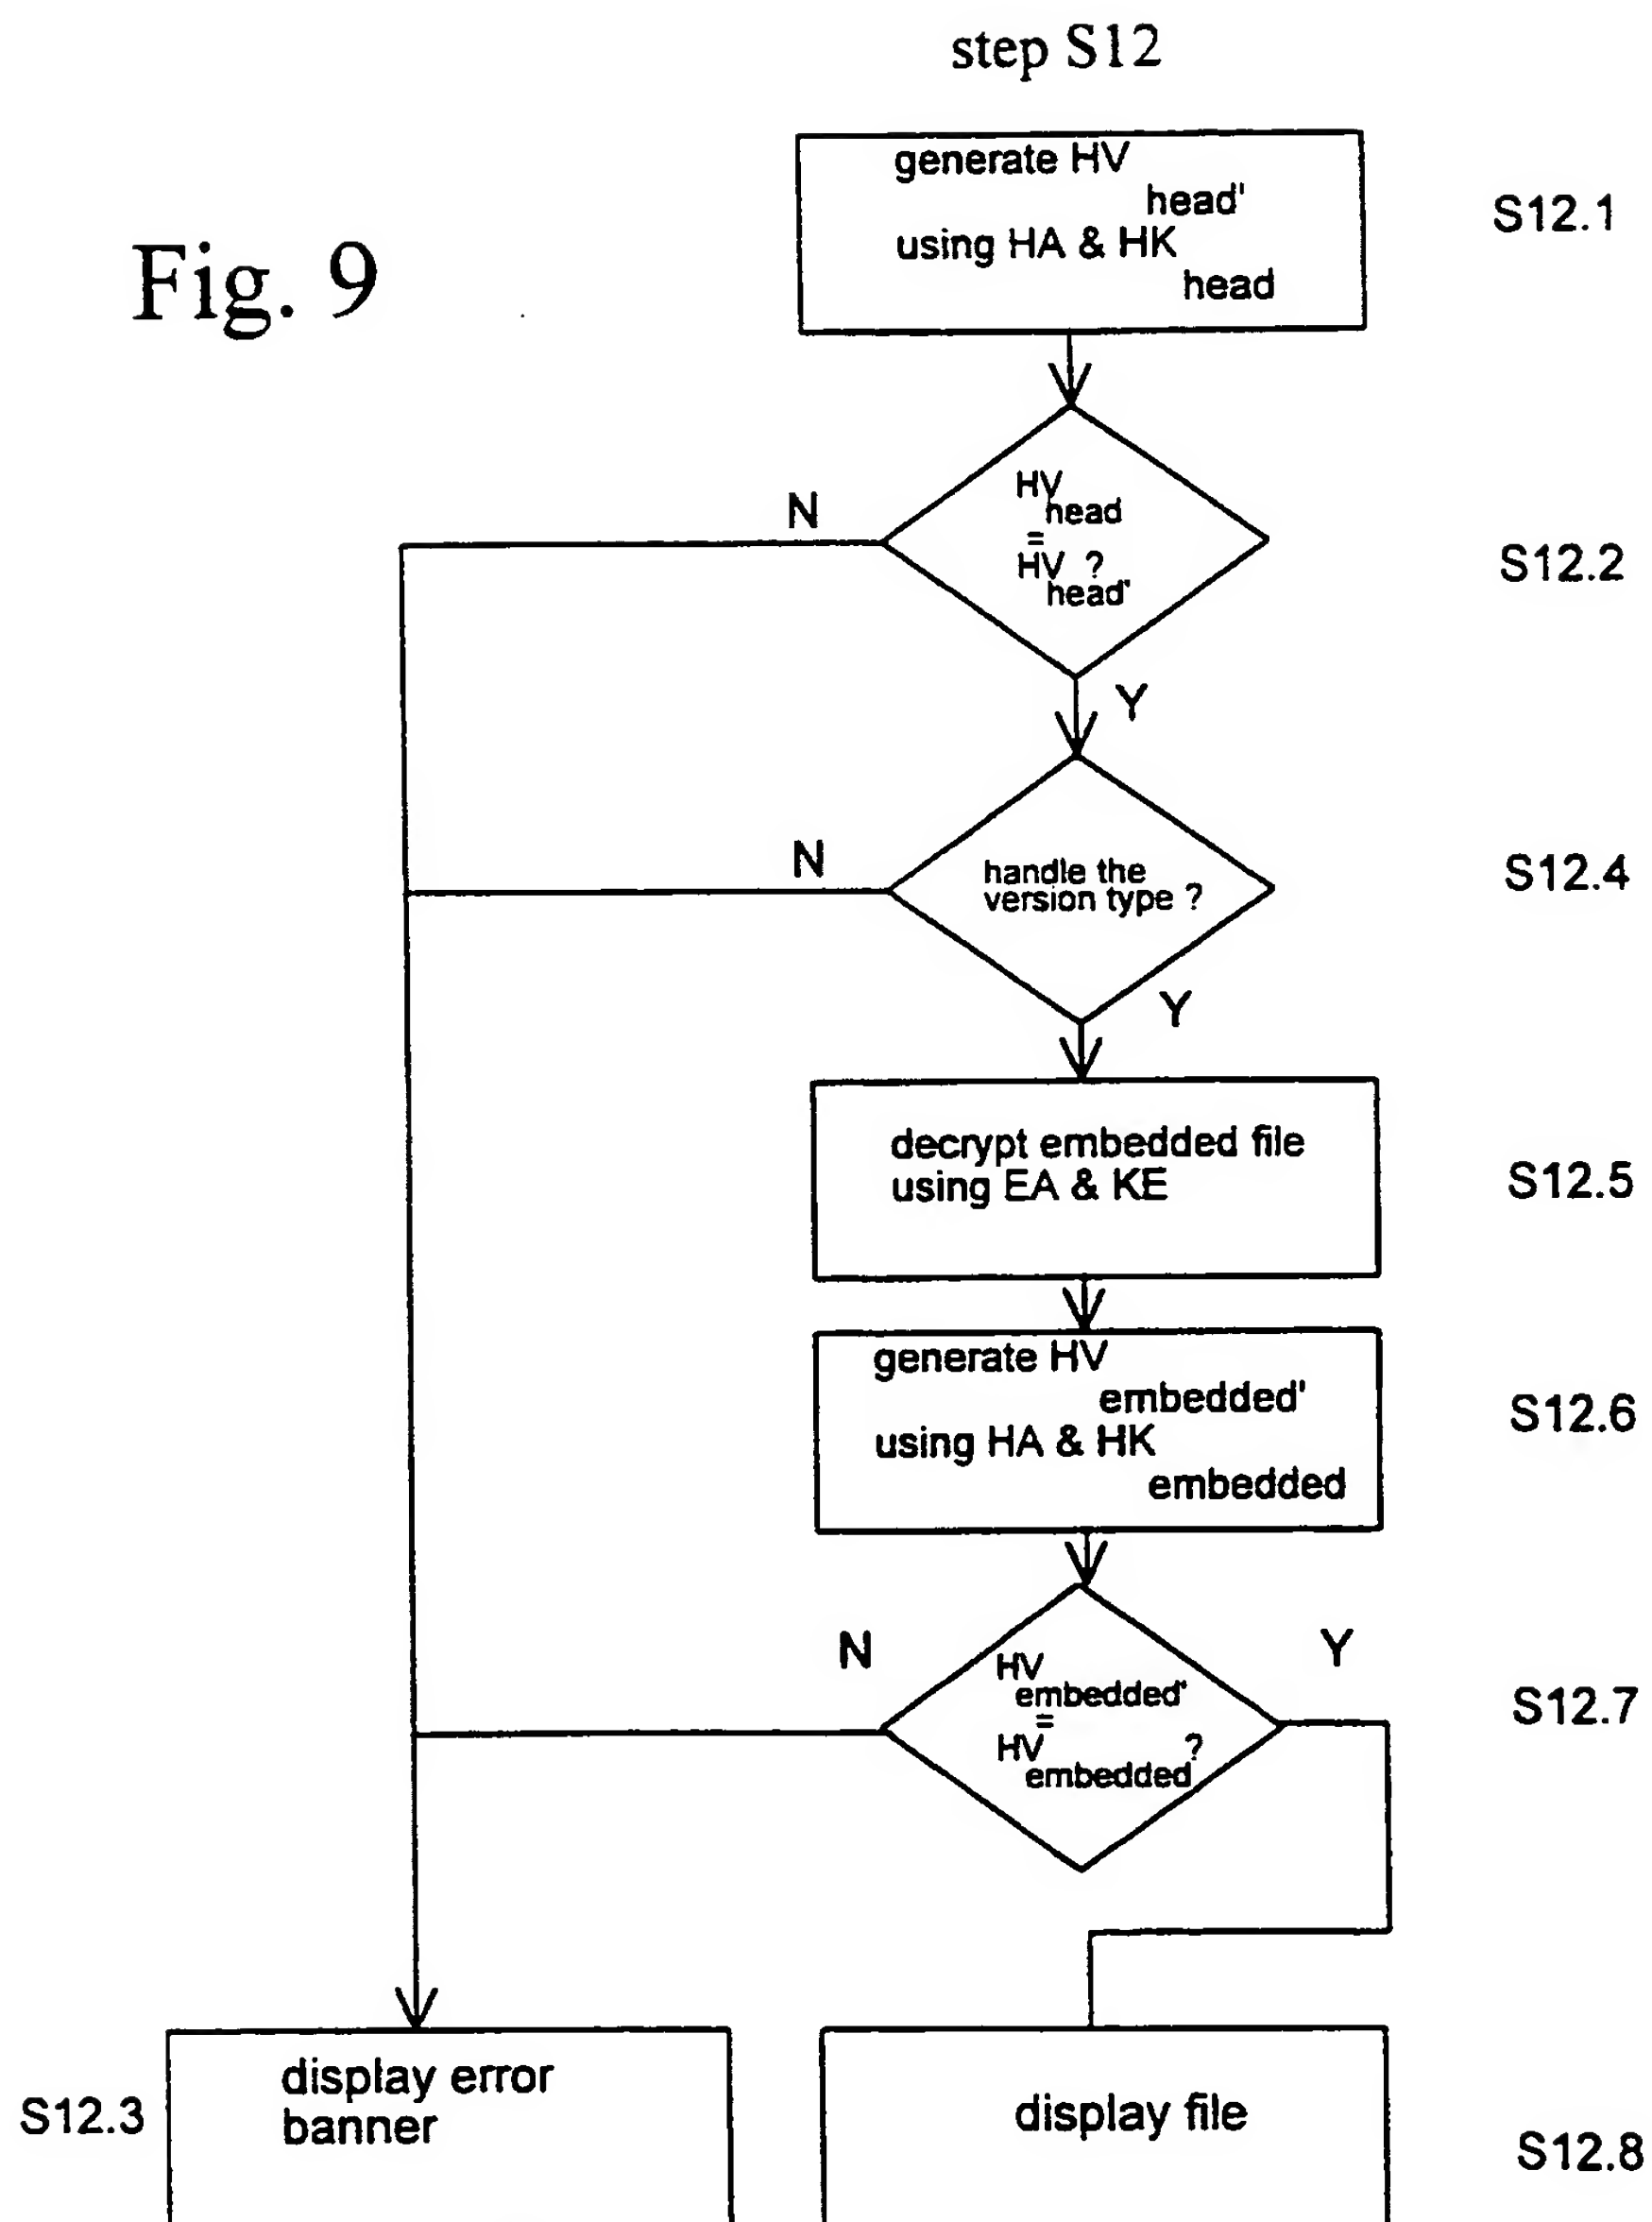 step S12
Fig. 9
generate HV
head'
using HA & HK
head
S12.1
HV
head
=
HV ?
head'
N
Y
S12.2
handle the
version type ?
N
Y
S12.4
decrypt embedded file
using EA & KE
S12.5
generate HV
embedded'
using HA & HK
embedded
S12.6
N
Y
HV
embedded'
=
HV ?
embedded
S12.7
display error
banner
S12.3
display file
S12.8